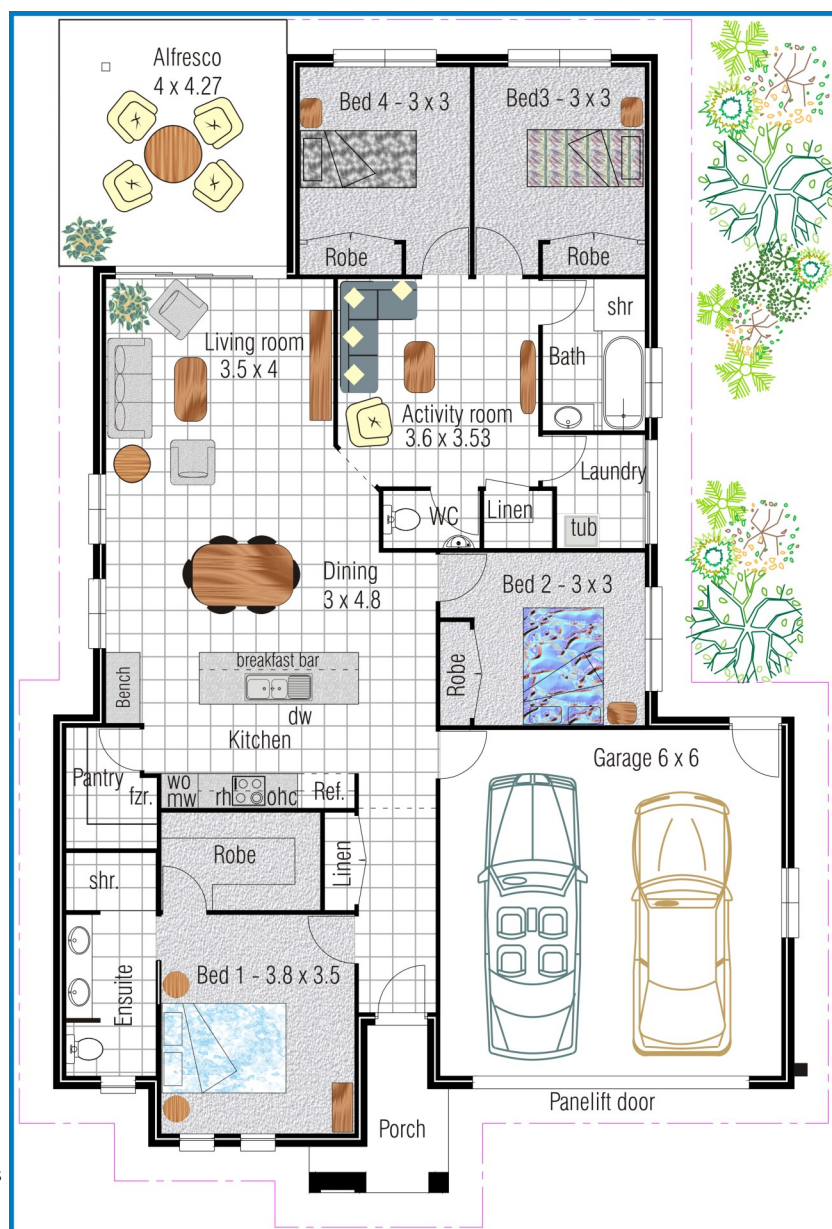 Alfresco
4 x 4.27
Bed 4 - 3 x 3
Bed3 - 3 x 3
Robe
Robe
Living room
3.5 x 4
shr
Bath
Activity room
3.6 x 3.53
Laundry
WC
Linen
tub
Dining
3 x 4.8
Bed 2 - 3 x 3
Robe
breakfast bar
Bench
dw
Kitchen
Garage 6 x 6
Pantry
fzr.
wo
mw
rh
ohc
Ref.
Robe
Linen
shr.
Ensuite
Bed 1 - 3.8 x 3.5
Panelift door
Porch
s